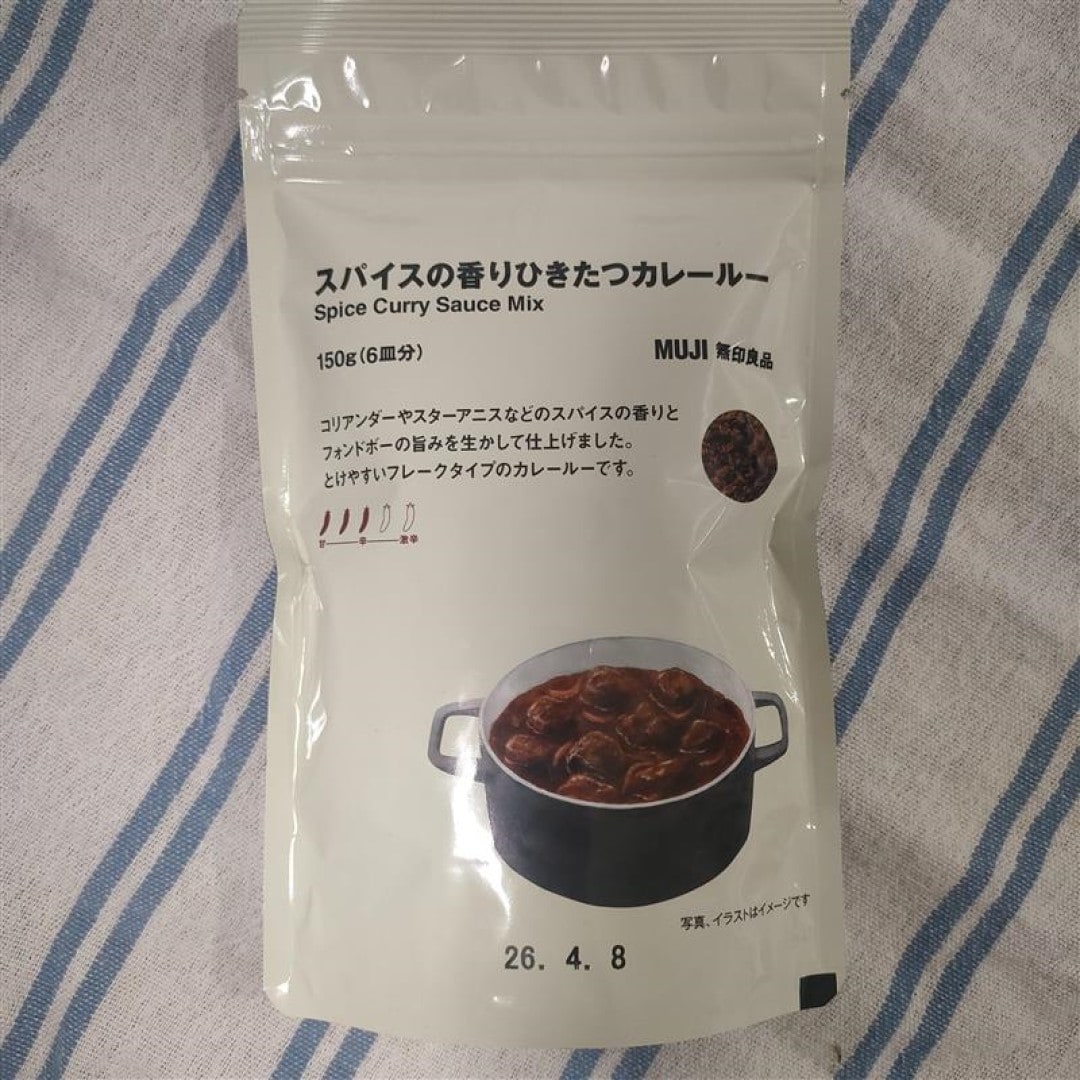 スパイスの香りひきたつカレールー
Spice Curry Sauce Mix
150g(6皿分)
MUJI 無印良品
コリアンダーやスターアニスなどのスパイスの香りと
フォンドボーの旨みを生かして仕上げました。
とけやすいフレークタイプのカレールーです。
甘 辛 激辛
写真、イラストはイメージです
26. 4. 8